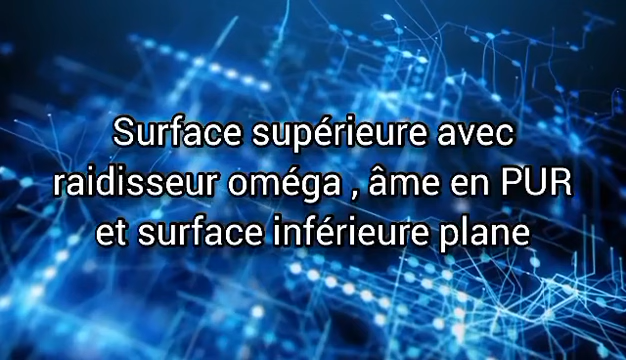 Surface supérieure avec
raidisseur oméga , âme en PUR
et surface inférieure plane